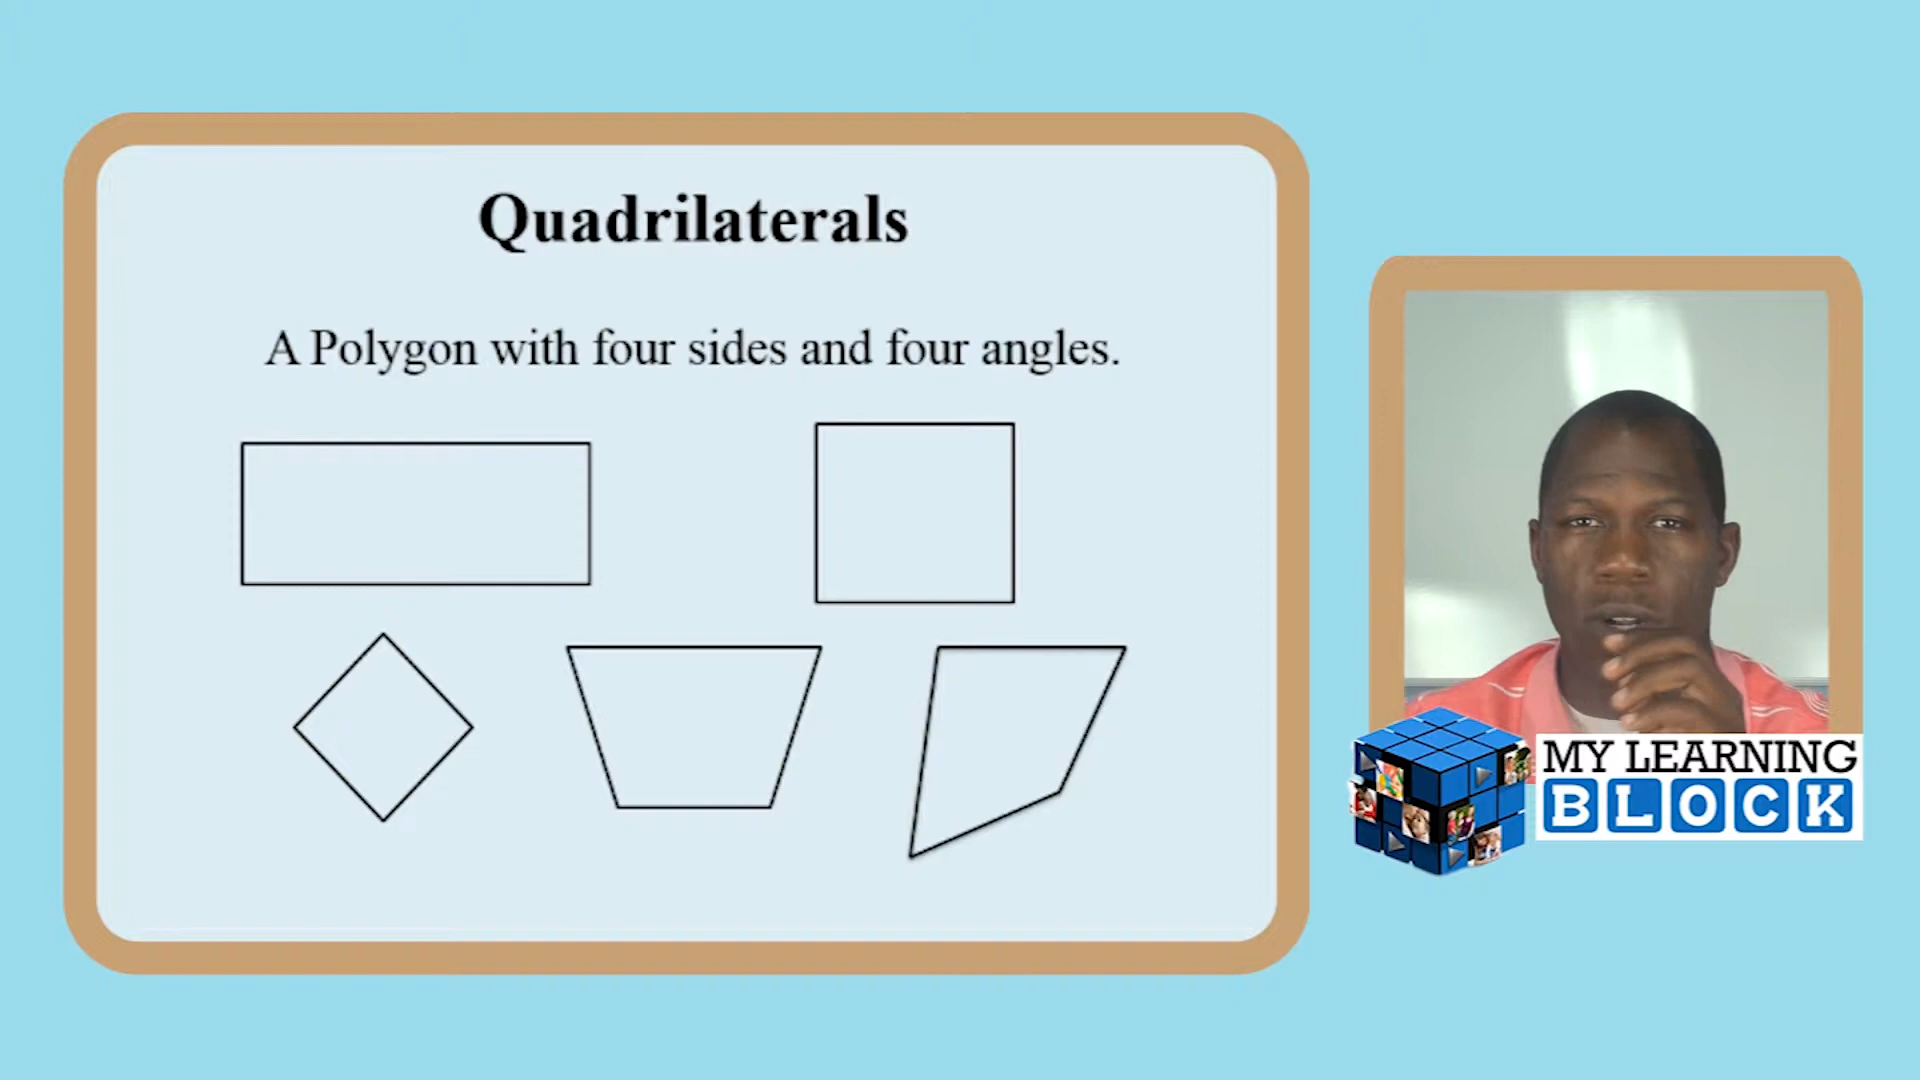 Quadrilaterals
A Polygon with four sides and four angles.
MY LEARNING
BLOCK